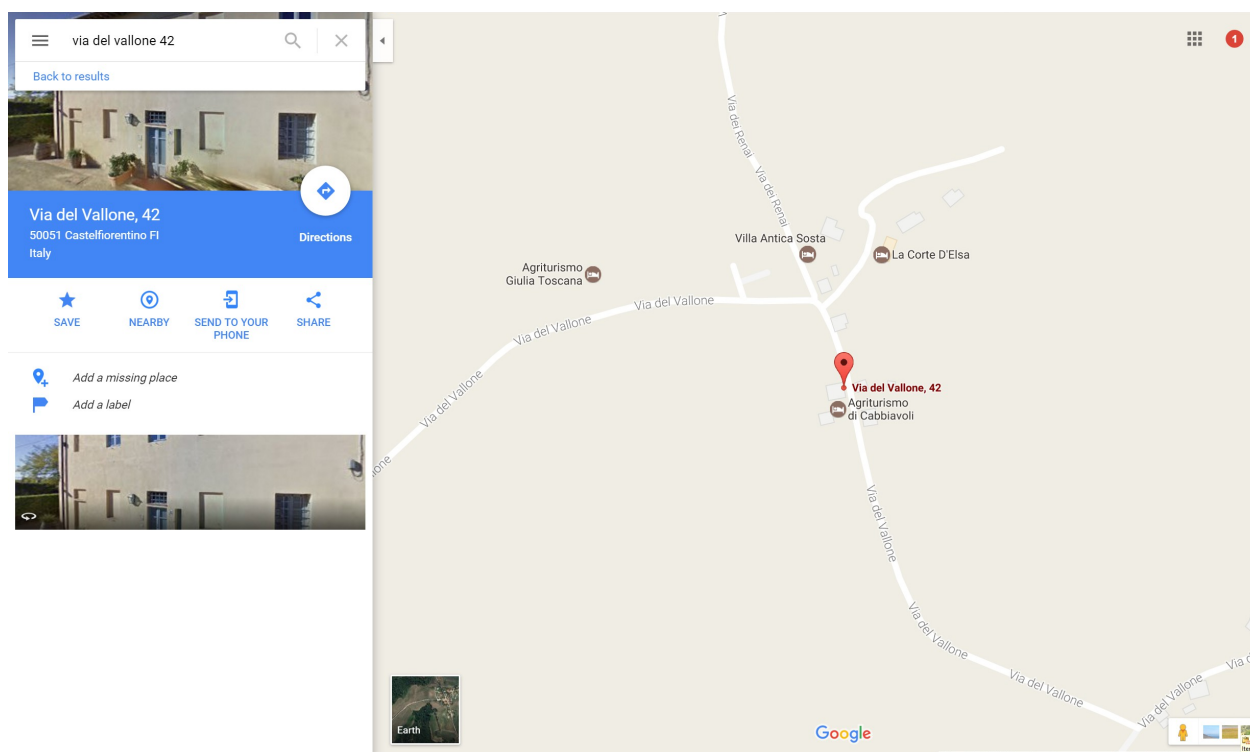 via del vallone 42
Back to results
Via del Vallone, 42
50051 Castelfiorentino FI
Italy
Directions
SAVE
NEARBY
SEND TO YOUR
PHONE
SHARE
Add a missing place
Add a label
1
Via dei Renai
Via dei Renai
Villa Antica Sosta
La Corte D'Elsa
Agriturismo
Giulia Toscana
Via del Vallone
Via del Vallone
Via del Vallone
Via del Vallone, 42
Agriturismo
di Cabbiavoli
Via del Vallone
Via del Vallone
Via del Vallone
Via del Vallone
Earth
Google